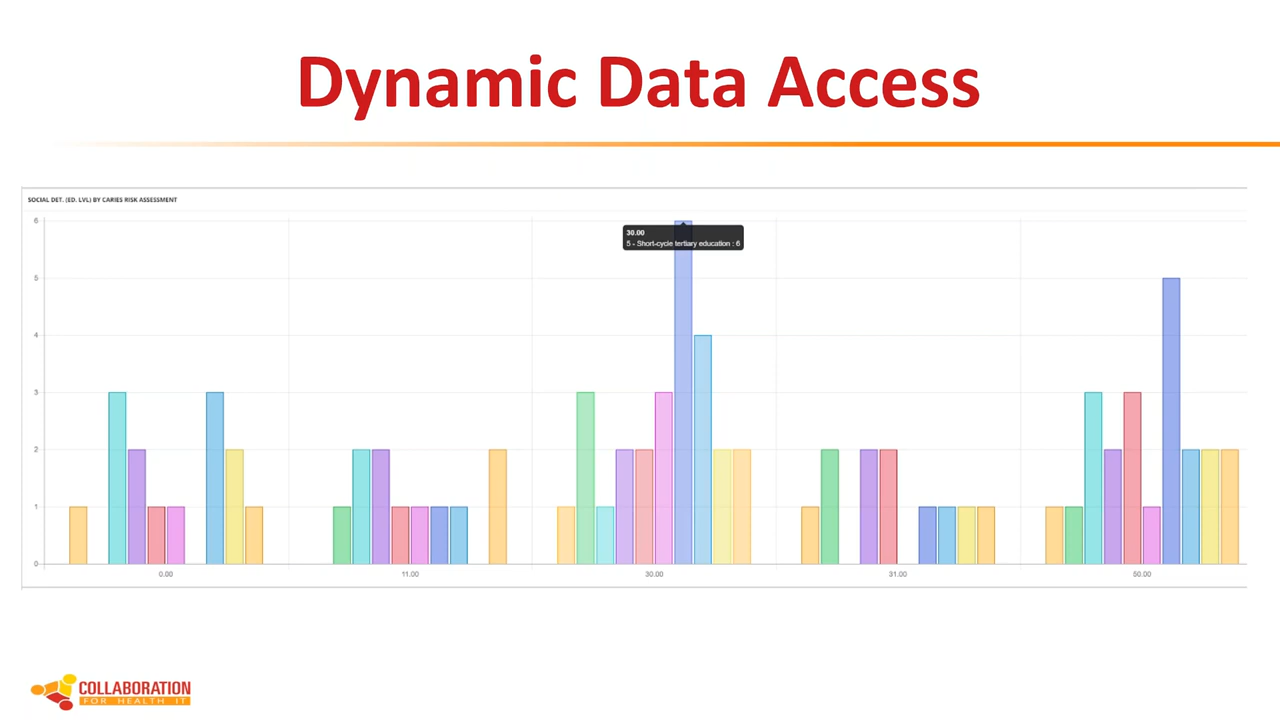 Dynamic Data Access
SOCIAL DET. (ED. LVL) BY CARIES RISK ASSESSMENT
6
30.00
5 - Short-cycle tertiary education : 6
5
4
3
2
1
0
0.00 11.00 30.00 31.00 50.00
COLLABORATION
FOR HEALTH IT